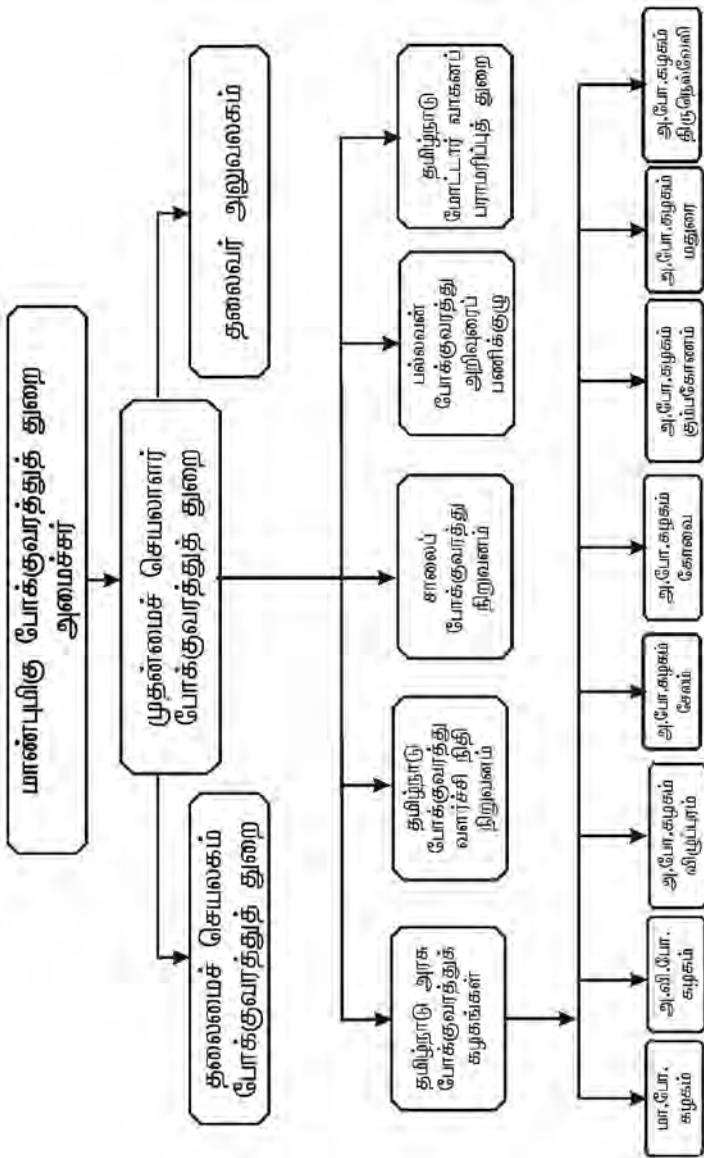 மாண்புமிகு போக்குவரத்துத் துறை
அமைச்சர்
முதன்மைச் செயலாளர்
போக்குவரத்துத் துறை
தலைமைச் செயலகம்
போக்குவரத்துத் துறை
தலைவர் அலுவலகம்
தமிழ்நாடு அரசு
போக்குவரத்துக்
கழகங்கள்
தமிழ்நாடு
போக்குவரத்து
வளர்ச்சி நிதி
நிறுவனம்
சாலைப்
போக்குவரத்து
நிறுவனம்
பல்லவன்
போக்குவரத்து
அறிவுரைப்
பணிக்குழு
தமிழ்நாடு
மோட்டார் வாகனப்
பராமரிப்புத் துறை
மா.போ.
கழகம்
அ.வி.போ.
கழகம்
அ.போ.கழகம்
விழுப்புரம்
அ.போ.கழகம்
சேலம்
அ.போ.கழகம்
கோவை
அ.போ.கழகம்
கும்பகோணம்
அ.போ.கழகம்
மதுரை
அ.போ.கழகம்
திருநெல்வேலி